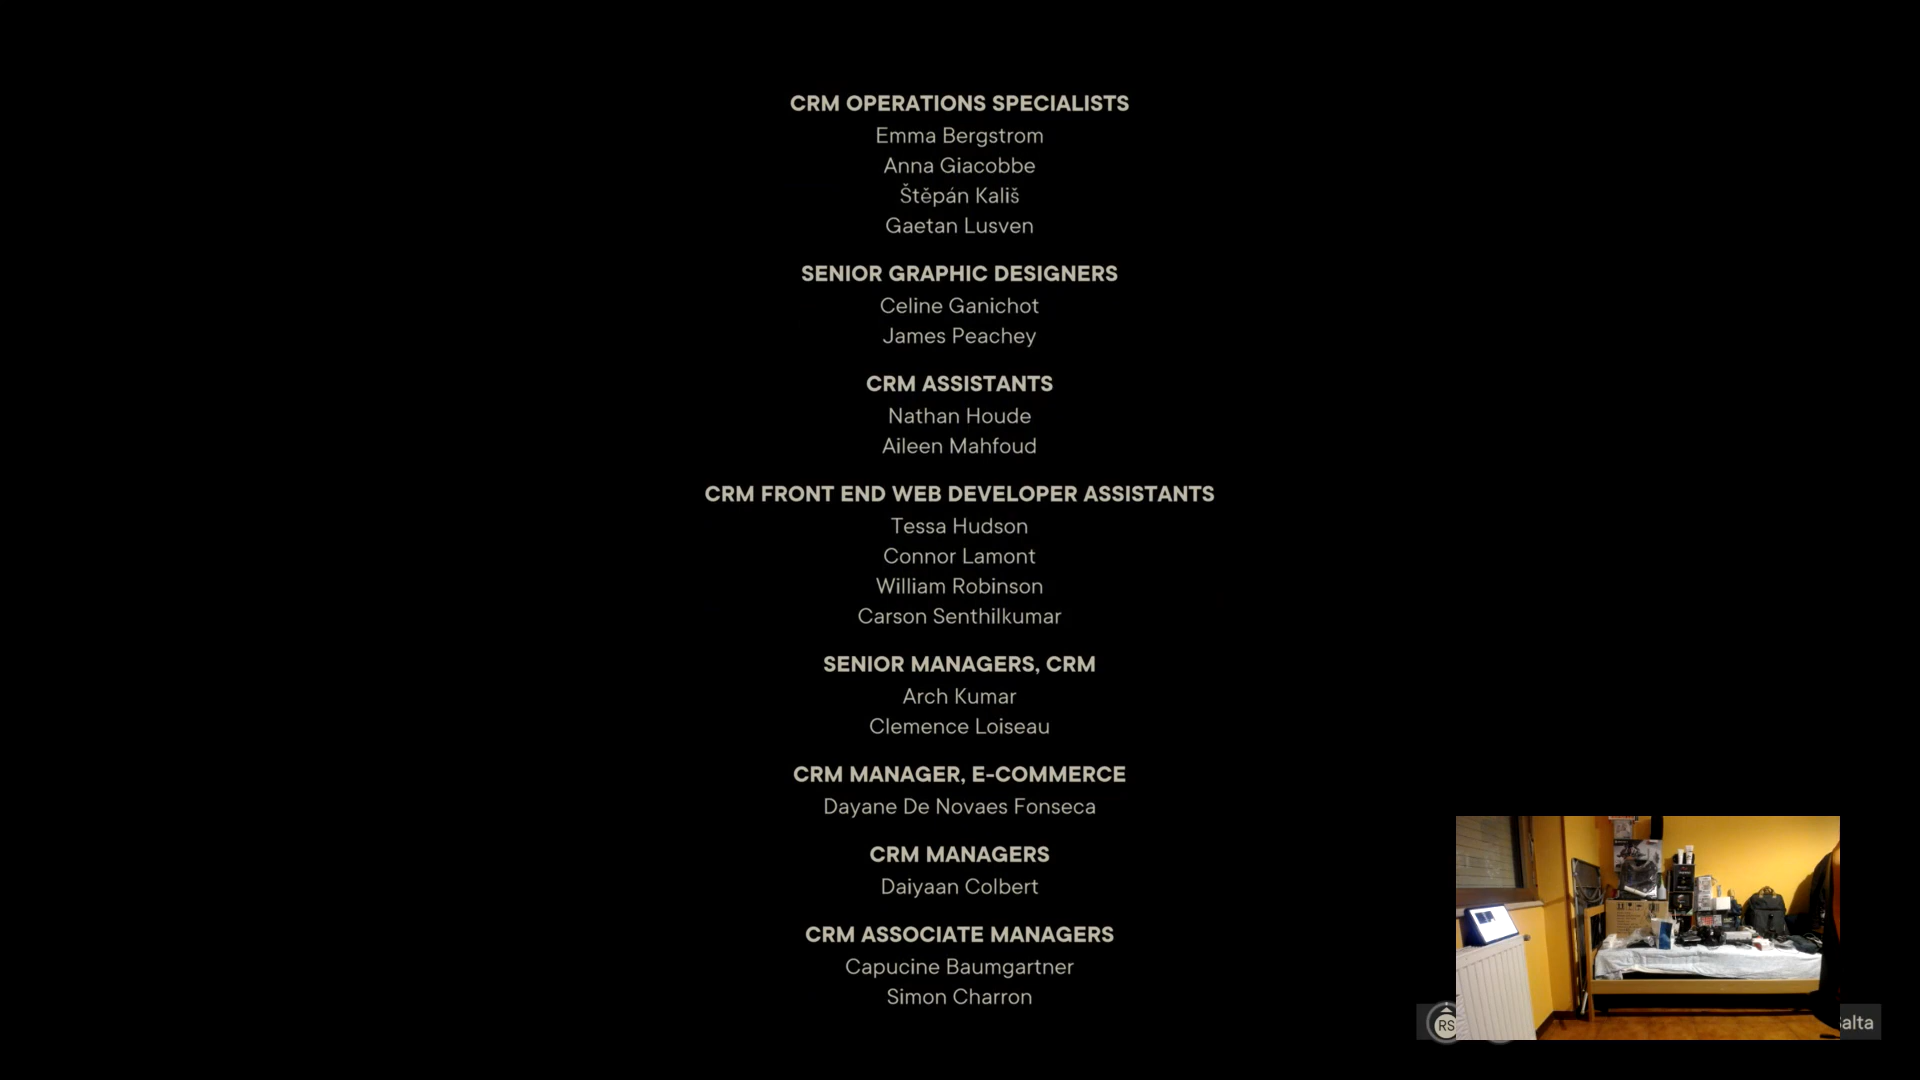 CRM OPERATIONS SPECIALISTS
Emma Bergstrom
Anna Giacobbe
Štěpán Kališ
Gaetan Lusven
SENIOR GRAPHIC DESIGNERS
Celine Ganichot
James Peachey
CRM ASSISTANTS
Nathan Houde
Aileen Mahfoud
CRM FRONT END WEB DEVELOPER ASSISTANTS
Tessa Hudson
Connor Lamont
William Robinson
Carson Senthilkumar
SENIOR MANAGERS, CRM
Arch Kumar
Clemence Loiseau
CRM MANAGER, E-COMMERCE
Dayane De Novaes Fonseca
CRM MANAGERS
Daiyaan Colbert
CRM ASSOCIATE MANAGERS
Capucine Baumgartner
Simon Charron
RS